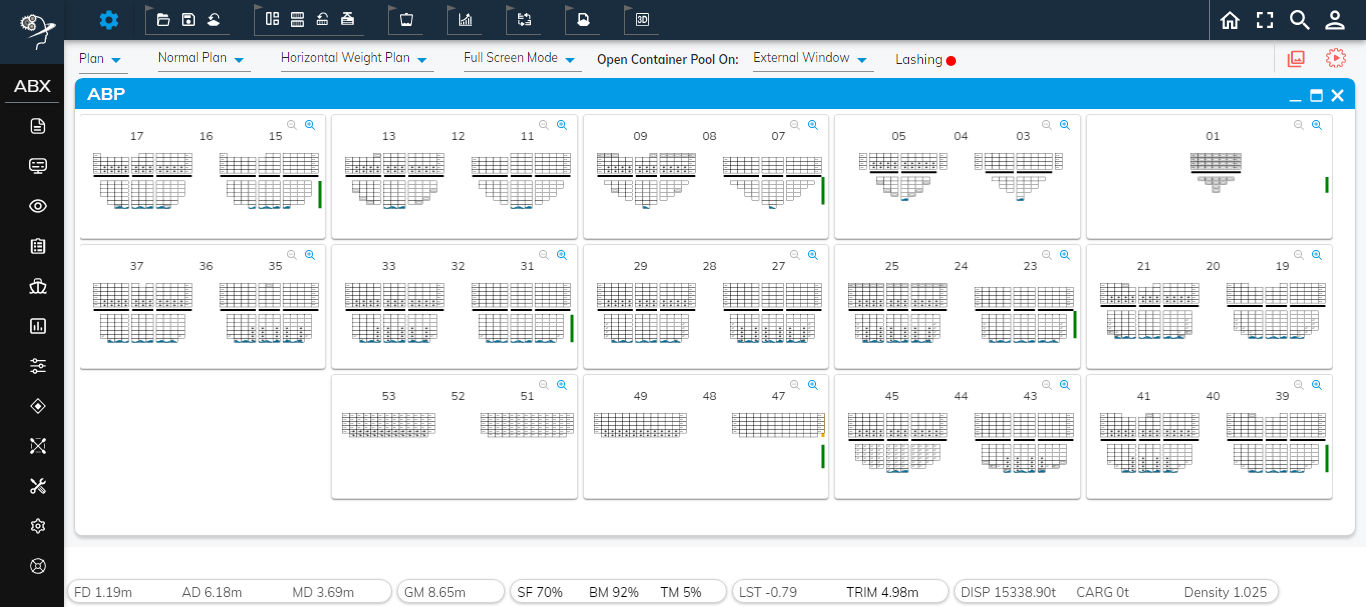 3D
ABX
Plan Normal Plan Horizontal Weight Plan Full Screen Mode Open Container Pool On: External Window Lashing
ABP
17 16 15 13 12 11 09 08 07 05 04 03 01
37 36 35 33 32 31 29 28 27 25 24 23 21 20 19
53 52 51 49 48 47 45 44 43 41 40 39
FD 1.19m AD 6.18m MD 3.69m GM 8.65m SF 70% BM 92% TM 5% LST -0.79 TRIM 4.98m DISP 15338.90t CARG 0t Density 1.025